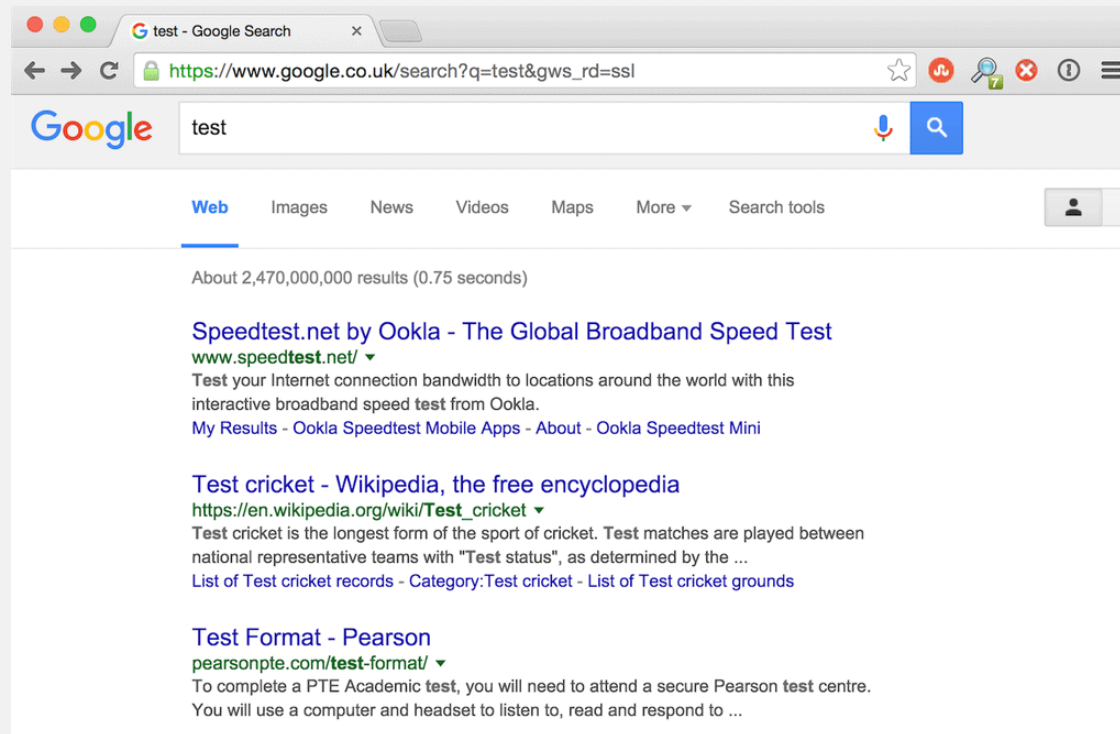 test - Google Search
https://www.google.co.uk/search?q=test&gws_rd=ssl
7
Google
test
Web Images News Videos Maps More Search tools
About 2,470,000,000 results (0.75 seconds)
Speedtest.net by Ookla - The Global Broadband Speed Test
www.speedtest.net/
Test your Internet connection bandwidth to locations around the world with this
interactive broadband speed test from Ookla.
My Results - Ookla Speedtest Mobile Apps - About - Ookla Speedtest Mini
Test cricket - Wikipedia, the free encyclopedia
https://en.wikipedia.org/wiki/Test_cricket
Test cricket is the longest form of the sport of cricket. Test matches are played between
national representative teams with "Test status", as determined by the ...
List of Test cricket records - Category:Test cricket - List of Test cricket grounds
Test Format - Pearson
pearsonpte.com/test-format/
To complete a PTE Academic test, you will need to attend a secure Pearson test centre.
You will use a computer and headset to listen to, read and respond to ...